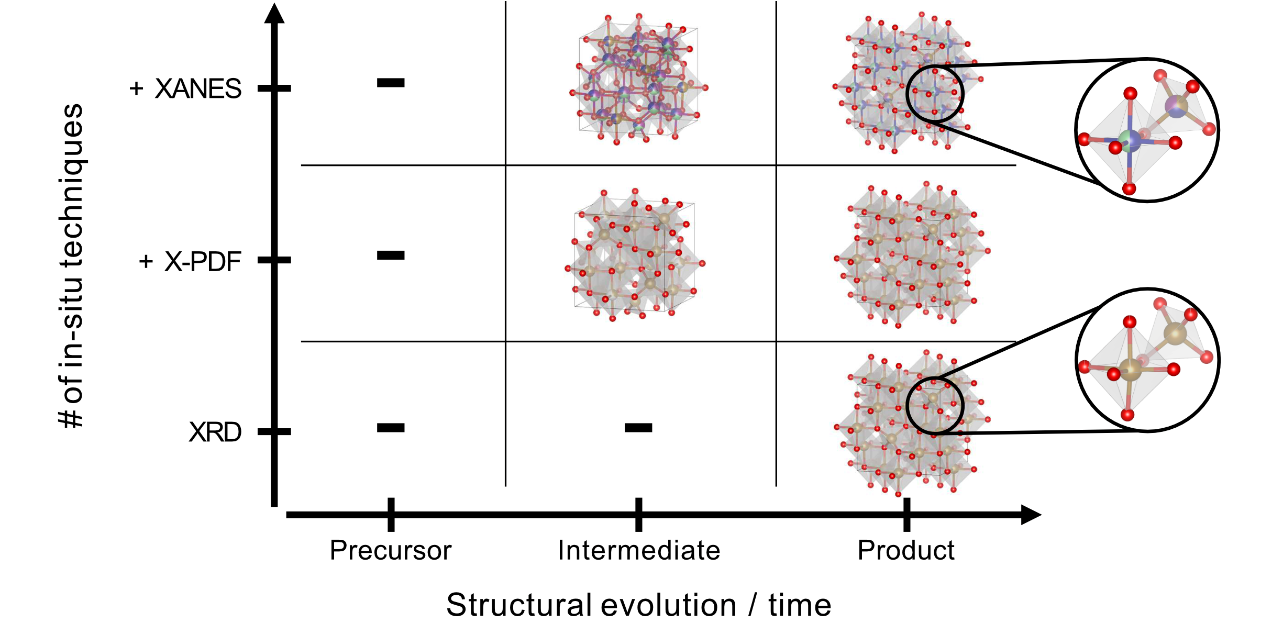 # of in-situ techniques
+ XANES
+ X-PDF
XRD
Precursor
Intermediate
Product
Structural evolution / time